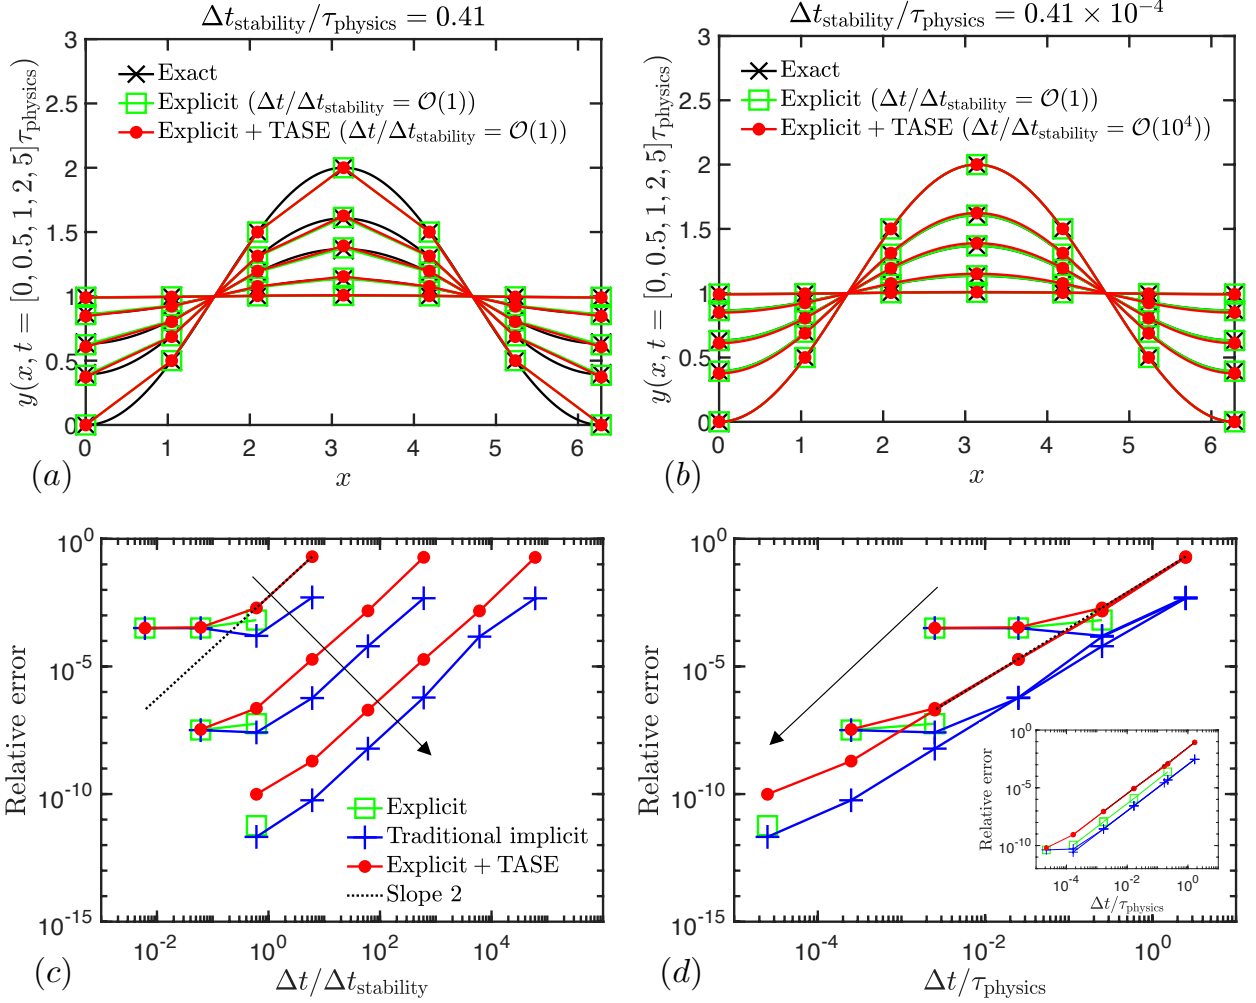 Δt_stability/τ_physics = 0.41
y(x, t = [0, 0.5, 1, 2, 5]τ_physics)
3
2.5
2
1.5
1
0.5
0
Exact
Explicit (Δt/Δt_stability = 𝒪(1))
Explicit + TASE (Δt/Δt_stability = 𝒪(1))
0 1 2 3 4 5 6
(a)
x
Δt_stability/τ_physics = 0.41 × 10^-4
y(x, t = [0, 0.5, 1, 2, 5]τ_physics)
3
2.5
2
1.5
1
0.5
0
Exact
Explicit (Δt/Δt_stability = 𝒪(1))
Explicit + TASE (Δt/Δt_stability = 𝒪(10^4))
0 1 2 3 4 5 6
(b)
x
Relative error
10^0
10^-5
10^-10
10^-15
Explicit
Traditional implicit
Explicit + TASE
Slope 2
10^-2 10^0 10^2 10^4
(c)
Δt/Δt_stability
Relative error
10^0
10^-5
10^-10
10^-15
Relative error
10^0
10^-5
10^-10
10^-4 10^-2 10^0
Δt/τ_physics
10^-4 10^-2 10^0
(d)
Δt/τ_physics